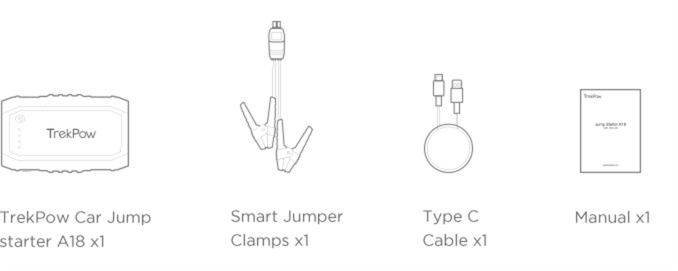 TrekPow
TrekPow
Jump Starter A18
TrekPow Car Jump
starter A18 x1
Smart Jumper
Clamps x1
Type C
Cable x1
Manual x1